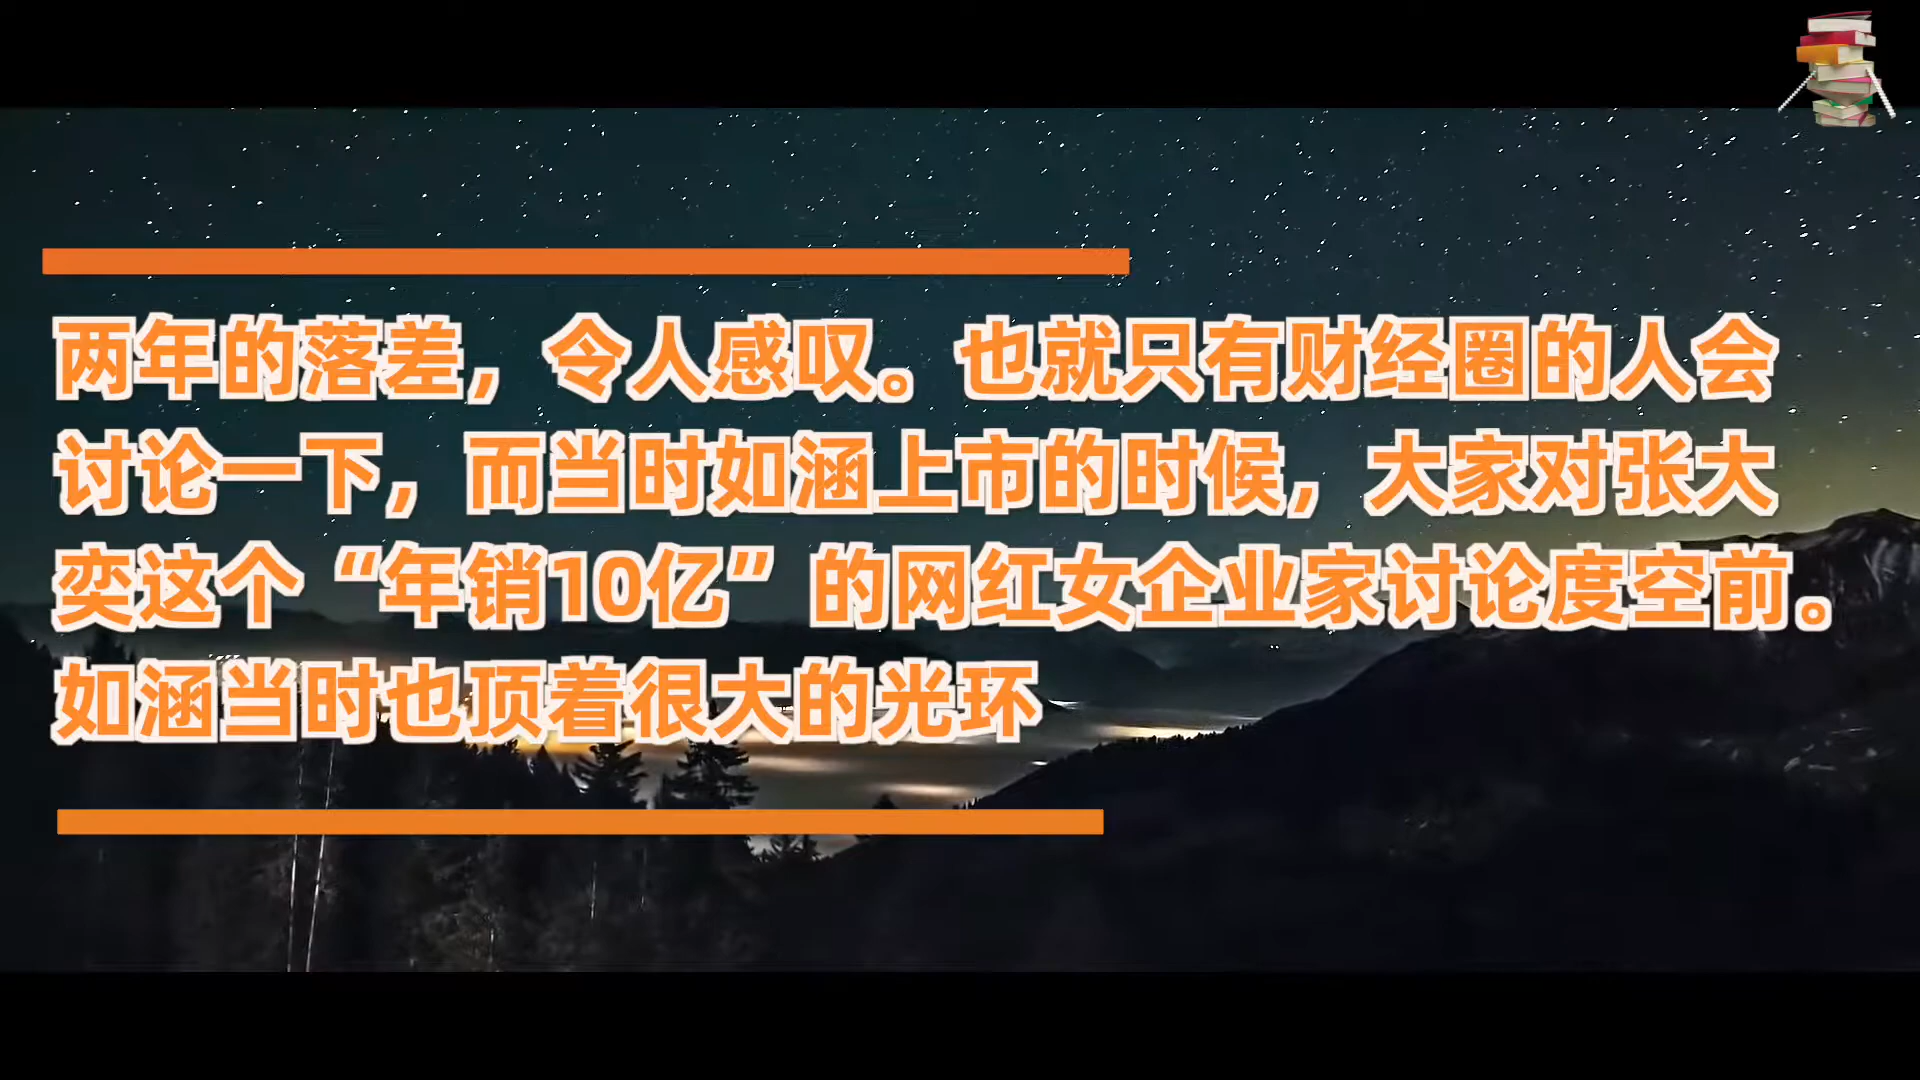 两年的落差，令人感叹。也就只有财经圈的人会
讨论一下，而当时如涵上市的时候，大家对张大
奕这个“年销10亿”的网红女企业家讨论度空前。
如涵当时也顶着很大的光环